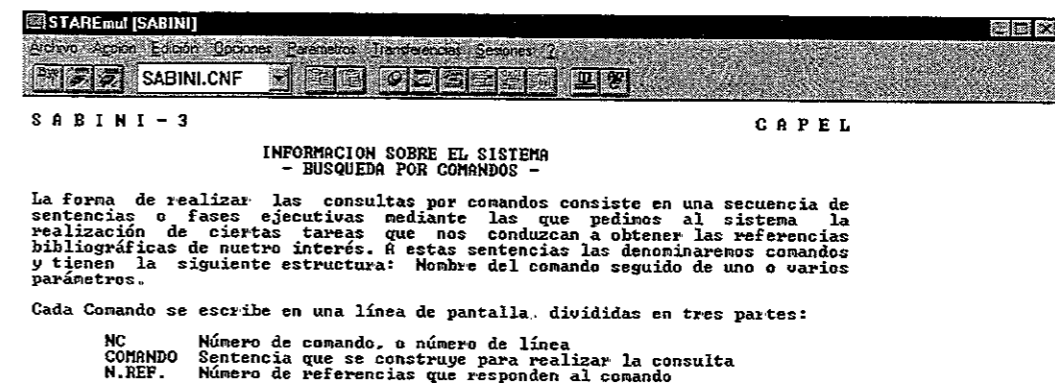 STAREmul [SABINI]
Archivo Acción Edición Opciones Parámetros Transferencias Sesiones ?
SABINI.CNF
S A B I N I - 3 C A P E L
INFORMACION SOBRE EL SISTEMA
- BUSQUEDA POR COMANDOS -
La forma de realizar las consultas por comandos consiste en una secuencia de
sentencias o fases ejecutivas mediante las que pedimos al sistema la
realización de ciertas tareas que nos conduzcan a obtener las referencias
bibliográficas de nuetro interés. A estas sentencias las denominaremos comandos
y tienen la siguiente estructura: Nombre del comando seguido de uno o varios
parámetros.
Cada Comando se escribe en una línea de pantalla, divididas en tres partes:
NC Número de comando, o número de línea
COMANDO Sentencia que se construye para realizar la consulta
N.REF. Número de referencias que responden al comando